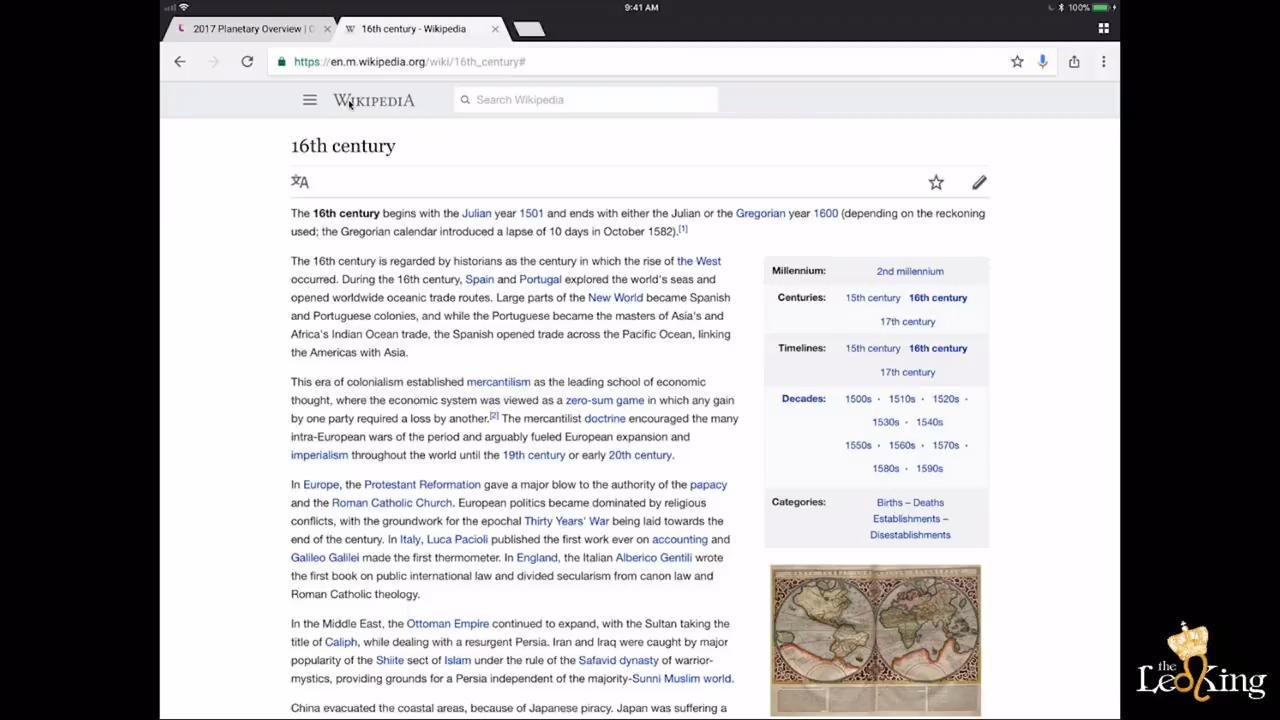 9:41 AM
100%
2017 Planetary Overview |
16th century - Wikipedia
https://en.m.wikipedia.org/wiki/16th_century#
WIKIPEDIA
Search Wikipedia
16th century
The 16th century begins with the Julian year 1501 and ends with either the Julian or the Gregorian year 1600 (depending on the reckoning
used; the Gregorian calendar introduced a lapse of 10 days in October 1582).[1]
The 16th century is regarded by historians as the century in which the rise of the West
occurred. During the 16th century, Spain and Portugal explored the world's seas and
opened worldwide oceanic trade routes. Large parts of the New World became Spanish
and Portuguese colonies, and while the Portuguese became the masters of Asia's and
Africa's Indian Ocean trade, the Spanish opened trade across the Pacific Ocean, linking
the Americas with Asia.
This era of colonialism established mercantilism as the leading school of economic
thought, where the economic system was viewed as a zero-sum game in which any gain
by one party required a loss by another.[2] The mercantilist doctrine encouraged the many
intra-European wars of the period and arguably fueled European expansion and
imperialism throughout the world until the 19th century or early 20th century.
In Europe, the Protestant Reformation gave a major blow to the authority of the papacy
and the Roman Catholic Church. European politics became dominated by religious
conflicts, with the groundwork for the epochal Thirty Years' War being laid towards the
end of the century. In Italy, Luca Pacioli published the first work ever on accounting and
Galileo Galilei made the first thermometer. In England, the Italian Alberico Gentili wrote
the first book on public international law and divided secularism from canon law and
Roman Catholic theology.
In the Middle East, the Ottoman Empire continued to expand, with the Sultan taking the
title of Caliph, while dealing with a resurgent Persia. Iran and Iraq were caught by major
popularity of the Shiite sect of Islam under the rule of the Safavid dynasty of warrior-
mystics, providing grounds for a Persia independent of the majority-Sunni Muslim world.
China evacuated the coastal areas, because of Japanese piracy. Japan was suffering a
Millennium: 2nd millennium
Centuries: 15th century 16th century
17th century
Timelines: 15th century 16th century
17th century
Decades: 1500s · 1510s · 1520s ·
1530s · 1540s
1550s · 1560s · 1570s ·
1580s · 1590s
Categories: Births – Deaths
Establishments –
Disestablishments
the
Leo King